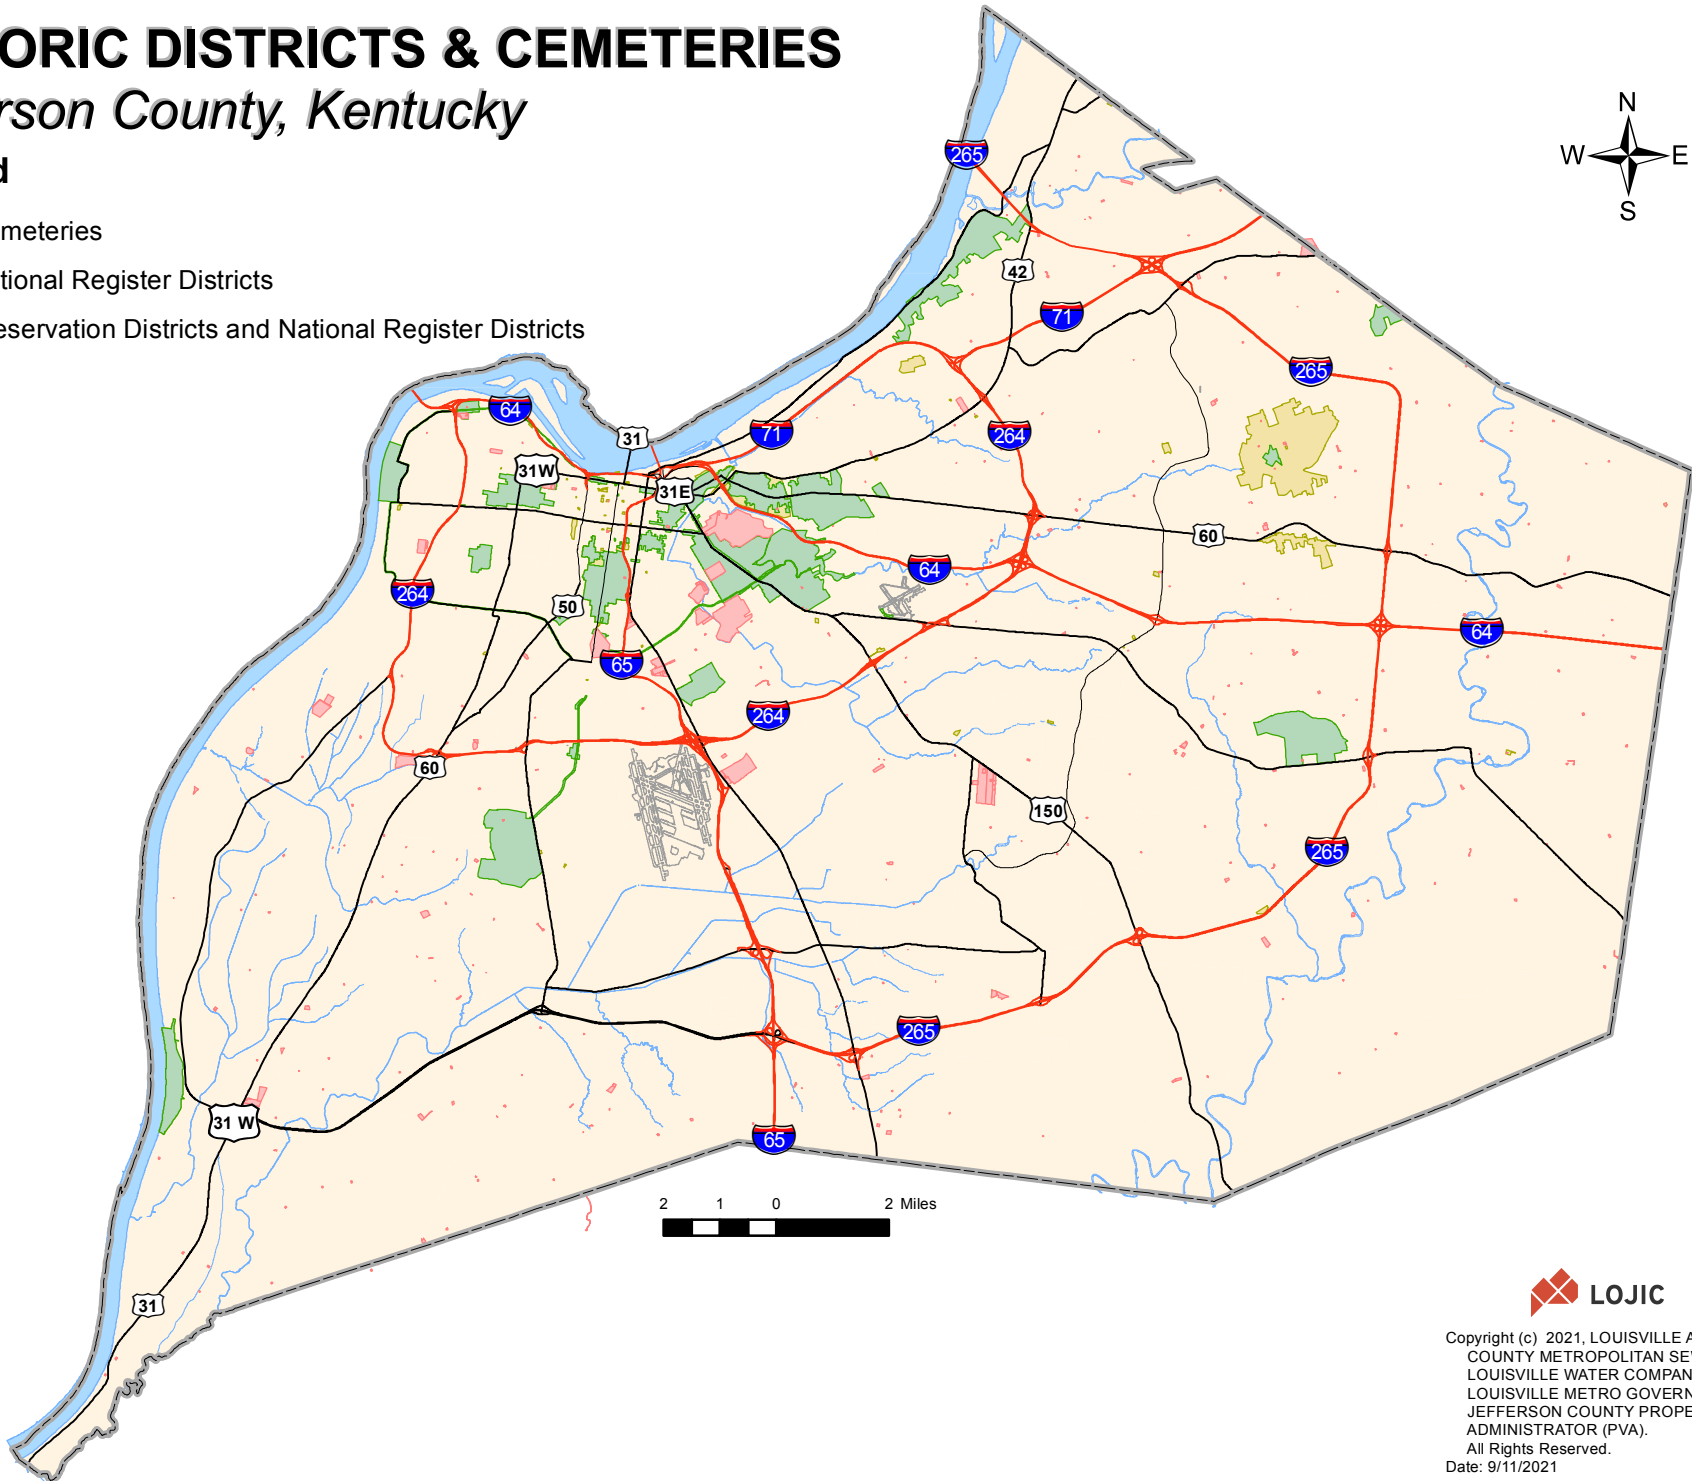 ORIC DISTRICTS & CEMETERIES
rson County, Kentucky
d
meteries
tional Register Districts
eservation Districts and National Register Districts
N
W E
S
265
42
71
265
64
31
71
264
31W
31E
60
264
50
64
64
65
264
60
150
265
265
31 W
65
2 1 0 2 Miles
31
LOJIC
Copyright (c) 2021, LOUISVILLE A
COUNTY METROPOLITAN SE
LOUISVILLE WATER COMPAN
LOUISVILLE METRO GOVERN
JEFFERSON COUNTY PROPE
ADMINISTRATOR (PVA).
All Rights Reserved.
Date: 9/11/2021